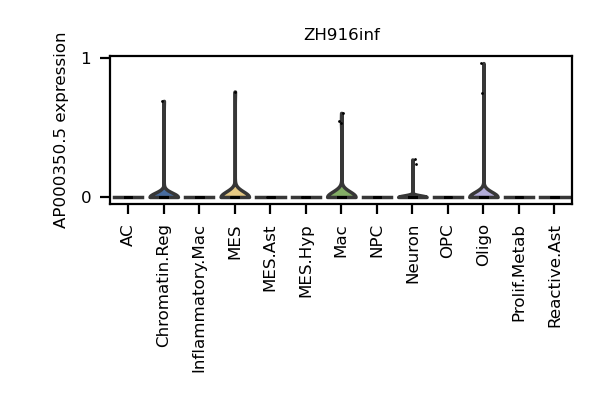 ZH916inf
AP000350.5 expression
1
0
AC
Chromatin.Reg
Inflammatory.Mac
MES
MES.Ast
MES.Hyp
Mac
NPC
Neuron
OPC
Oligo
Prolif.Metab
Reactive.Ast